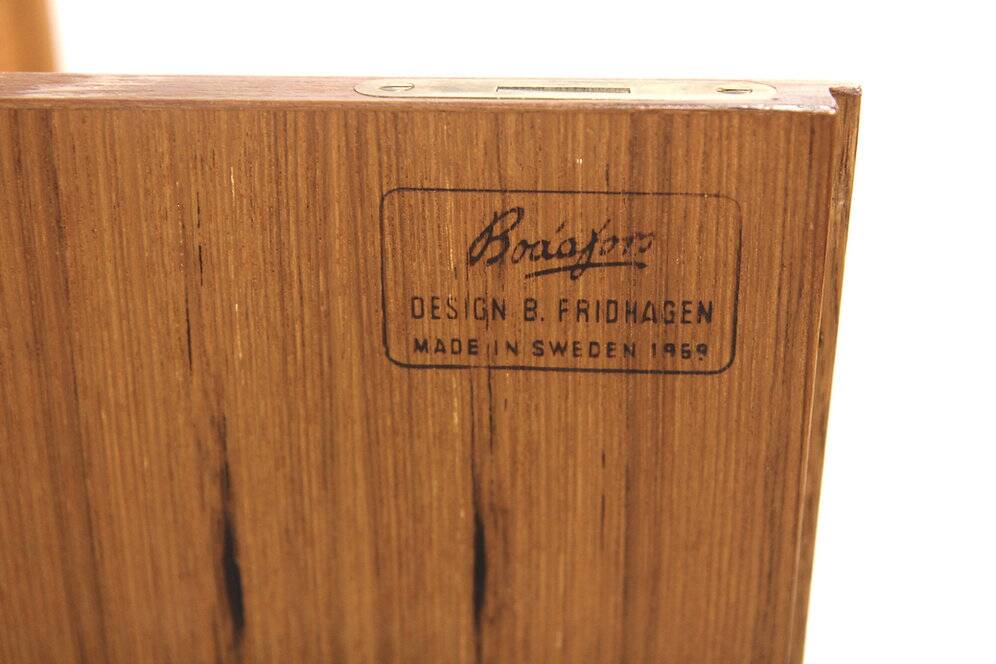 Bodafors
DESIGN B. FRIDHAGEN
MADE IN SWEDEN 1959